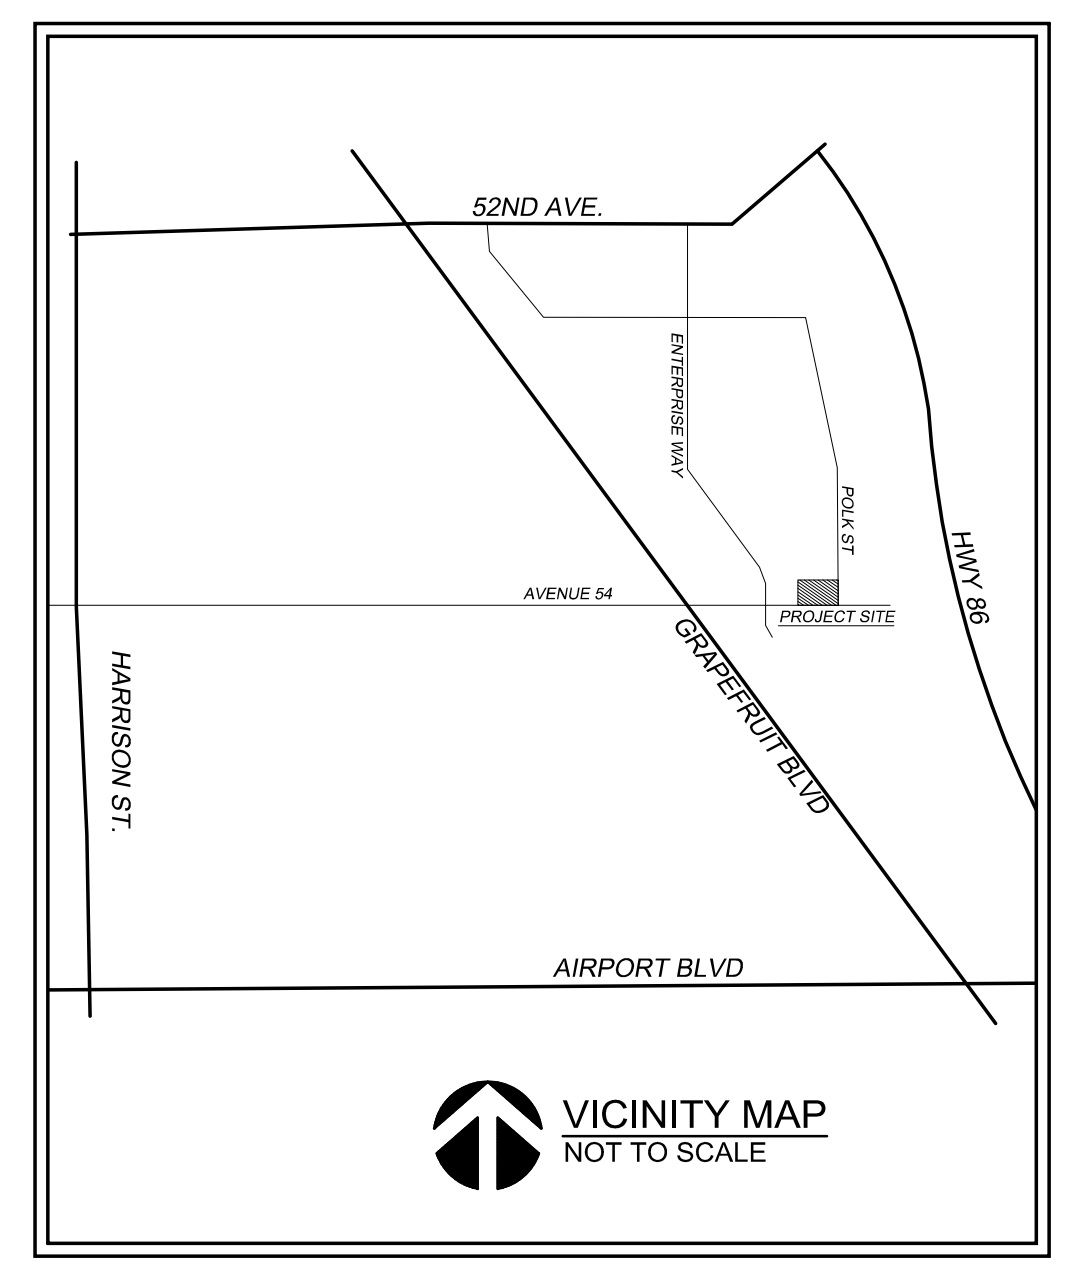 52ND AVE.
ENTERPRISE WAY
POLK ST
HWY 86
AVENUE 54
PROJECT SITE
GRAPEFRUIT BLVD
HARRISON ST.
AIRPORT BLVD
VICINITY MAP
NOT TO SCALE